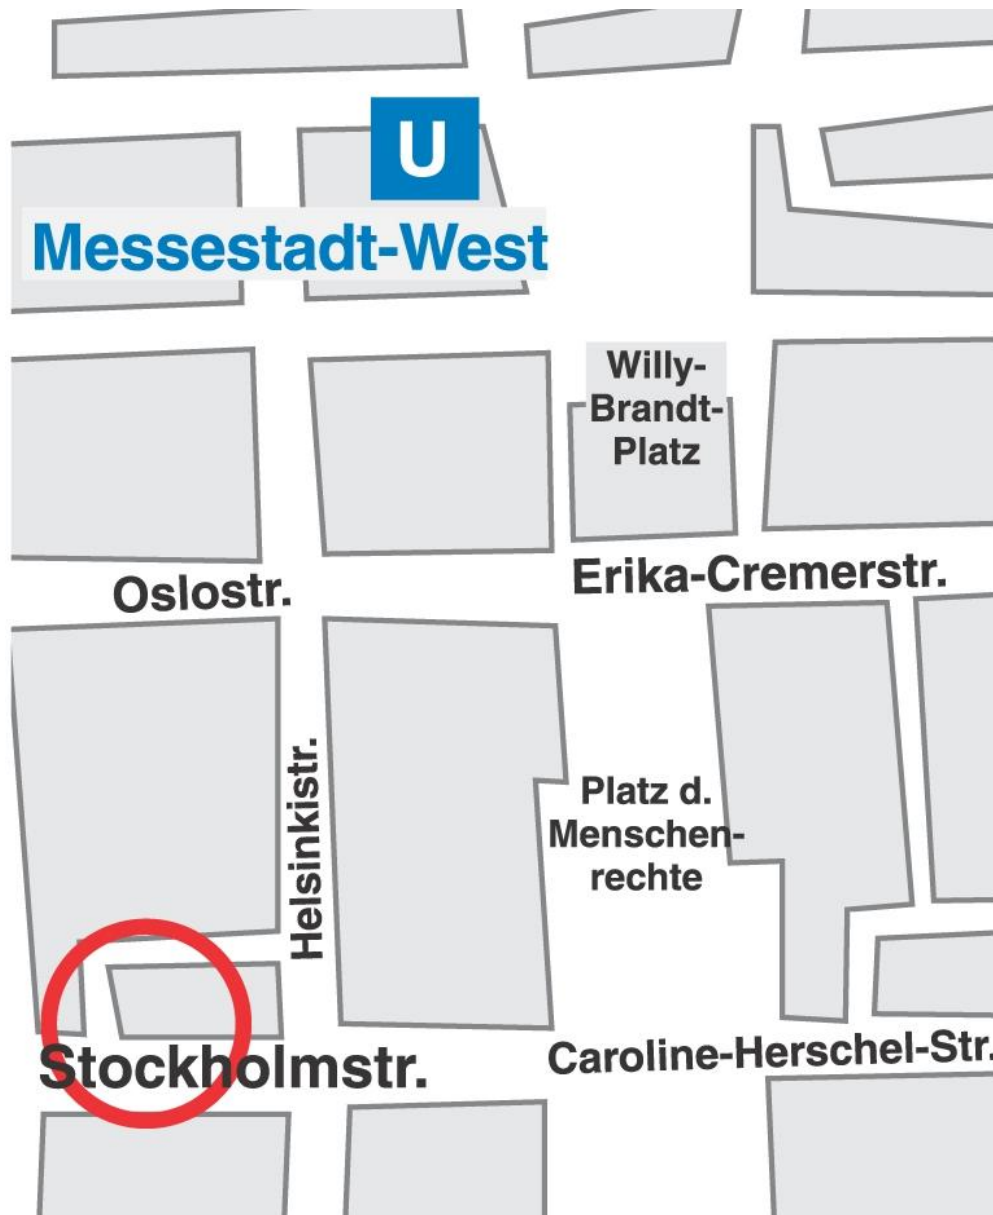 U
Messestadt-West
Willy-
Brandt-
Platz
Erika-Cremerstr.
Oslostr.
Helsinkistr.
Platz d.
Menschen-
rechte
Stockholmstr.
Caroline-Herschel-Str.